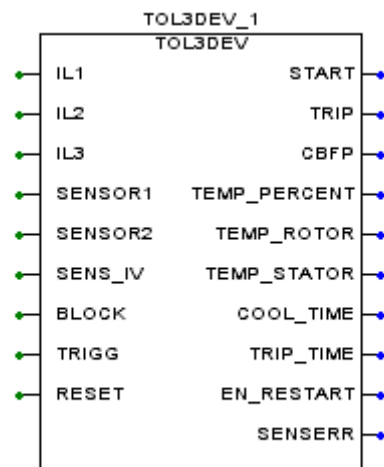 TOL3DEV_1
TOL3DEV
IL1 START
IL2 TRIP
IL3 CBFP
SENSOR1 TEMP_PERCENT
SENSOR2 TEMP_ROTOR
SENS_IV TEMP_STATOR
BLOCK COOL_TIME
TRIGG TRIP_TIME
RESET EN_RESTART
SENSERR